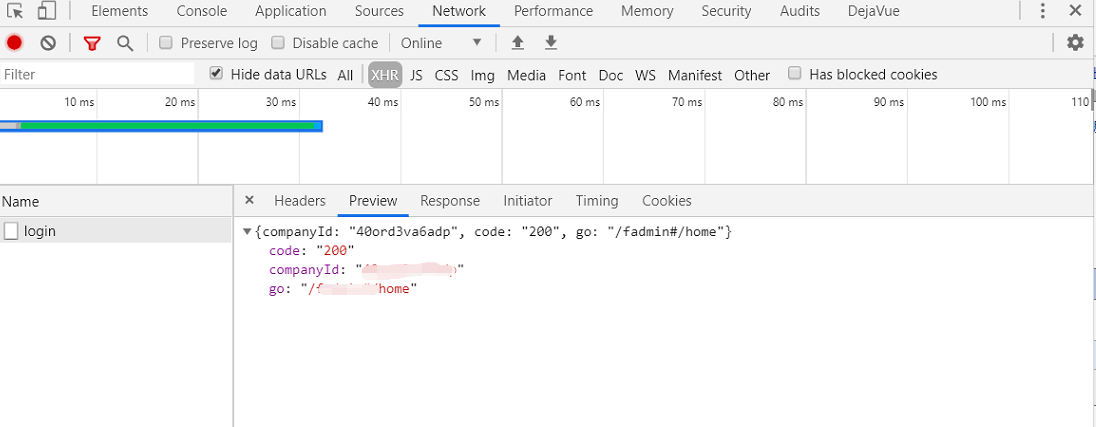 Elements Console Application Sources Network Performance Memory Security Audits DejaVue
Preserve log Disable cache Online
Filter Hide data URLs All XHR JS CSS Img Media Font Doc WS Manifest Other Has blocked cookies
10 ms 20 ms 30 ms 40 ms 50 ms 60 ms 70 ms 80 ms 90 ms 100 ms 110
Name × Headers Preview Response Initiator Timing Cookies
login
{companyId: "40ord3va6adp", code: "200", go: "/fadmin#/home"}
code: "200"
companyId: "
go: "/home"